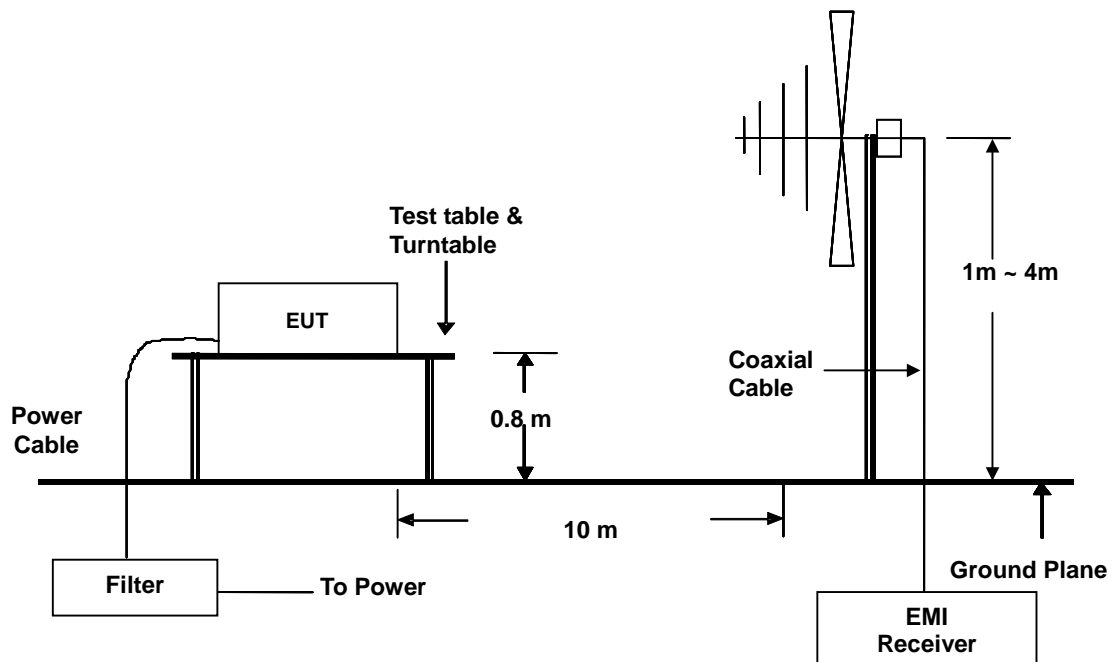 Test table &
Turntable
EUT
1m ~ 4m
Coaxial
Cable
0.8 m
Power
Cable
10 m
Filter
To Power
Ground Plane
EMI
Receiver